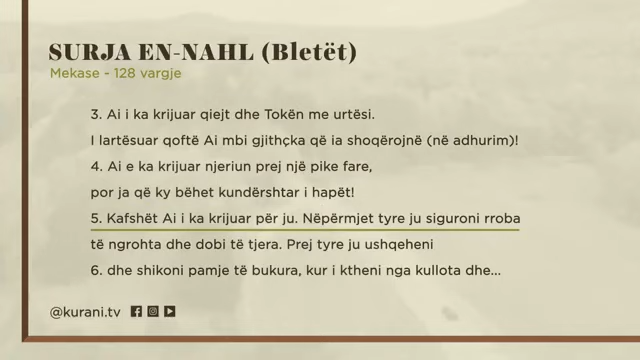 SURJA EN-NAHL (Bletët)
Mekase - 128 vargje
3. Ai i ka krijuar qiejt dhe Tokën me urtësi.
I lartësuar qoftë Ai mbi gjithçka që ia shoqërojnë (në adhurim)!
4. Ai e ka krijuar njeriun prej një pike fare,
por ja që ky bëhet kundërshtar i hapët!
5. Kafshët Ai i ka krijuar për ju. Nëpërmjet tyre ju siguroni rroba
të ngrohta dhe dobi të tjera. Prej tyre ju ushqeheni
6. dhe shikoni pamje të bukura, kur i ktheni nga kullota dhe...
@kurani.tv